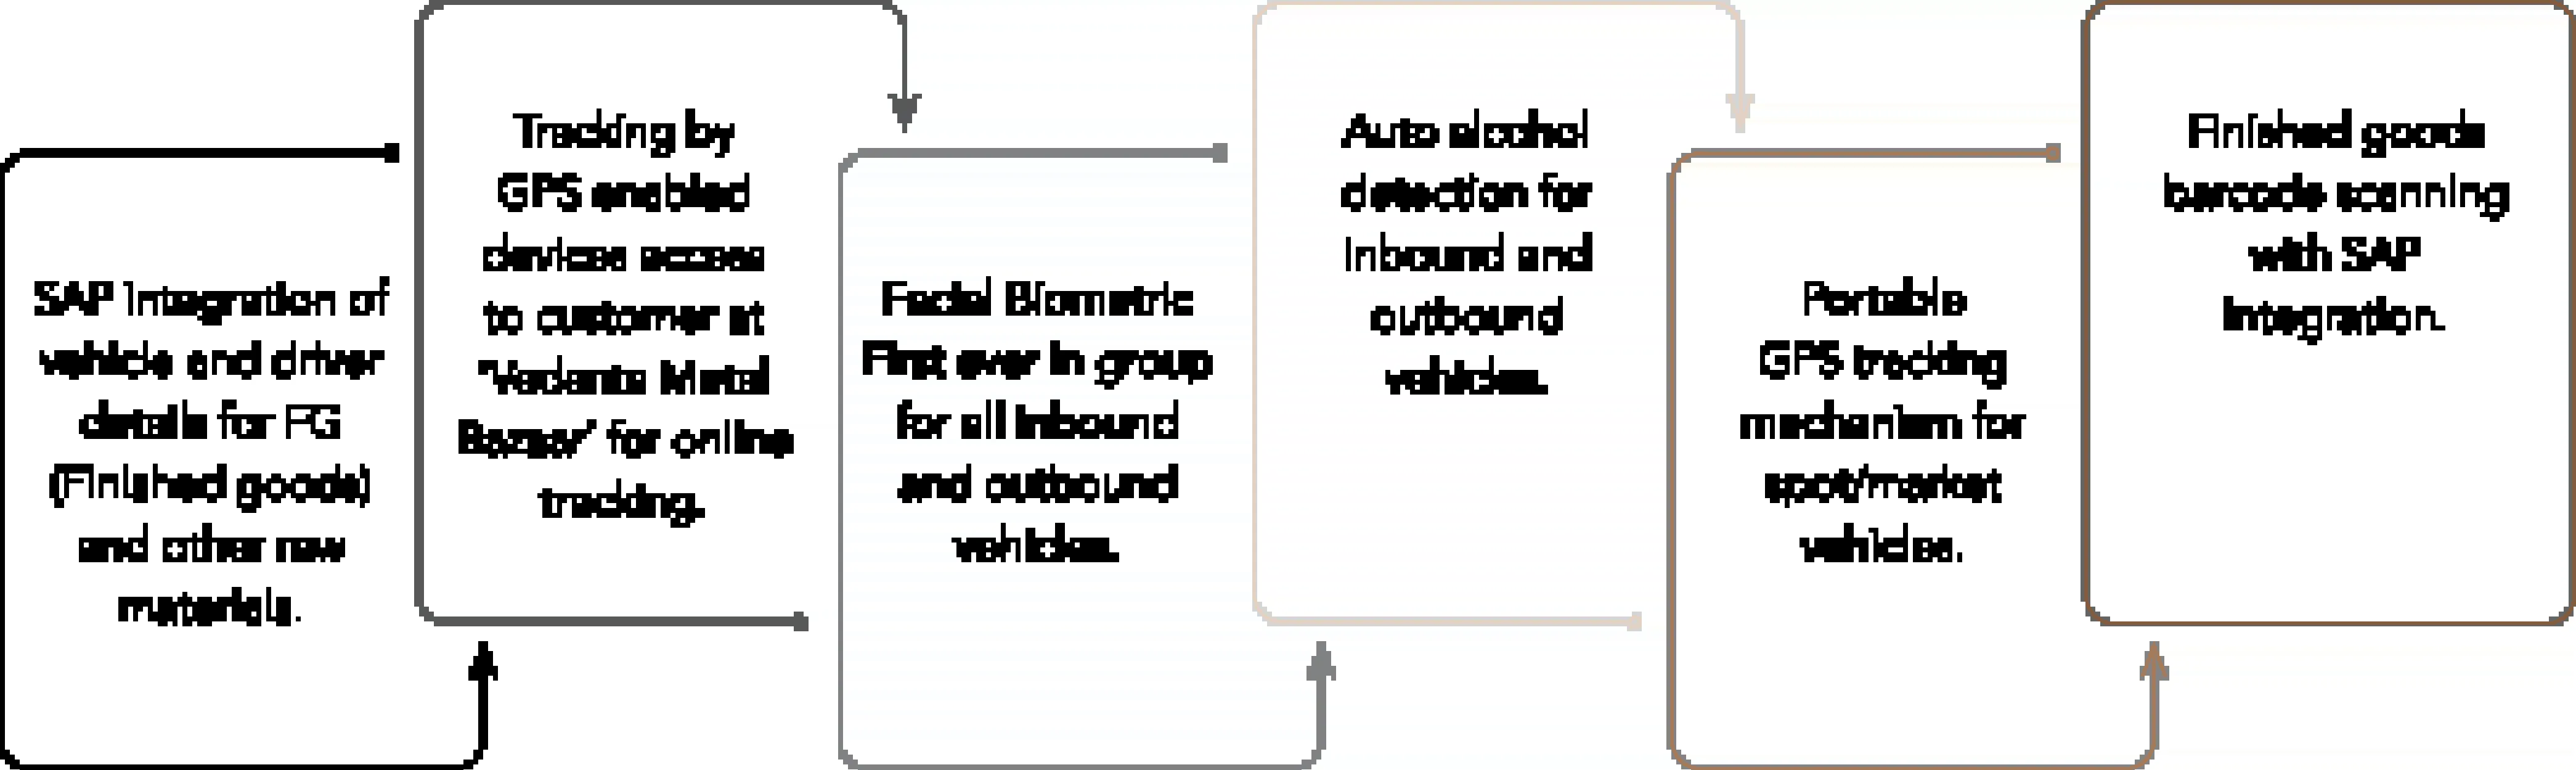 SAP Integration of
vehicle and driver
details for FG
(Finished goods)
and other raw
materials.
Tracking by
GPS enabled
devices access
to customer at
'Vedanta Metal
Bazaar' for online
tracking.
Facial Biometric
First ever in group
for all inbound
and outbound
vehicles.
Auto alcohol
detection for
inbound and
outbound
vehicles.
Portable
GPS tracking
mechanism for
spot/market
vehicles.
Finished goods
barcode scanning
with SAP
integration.